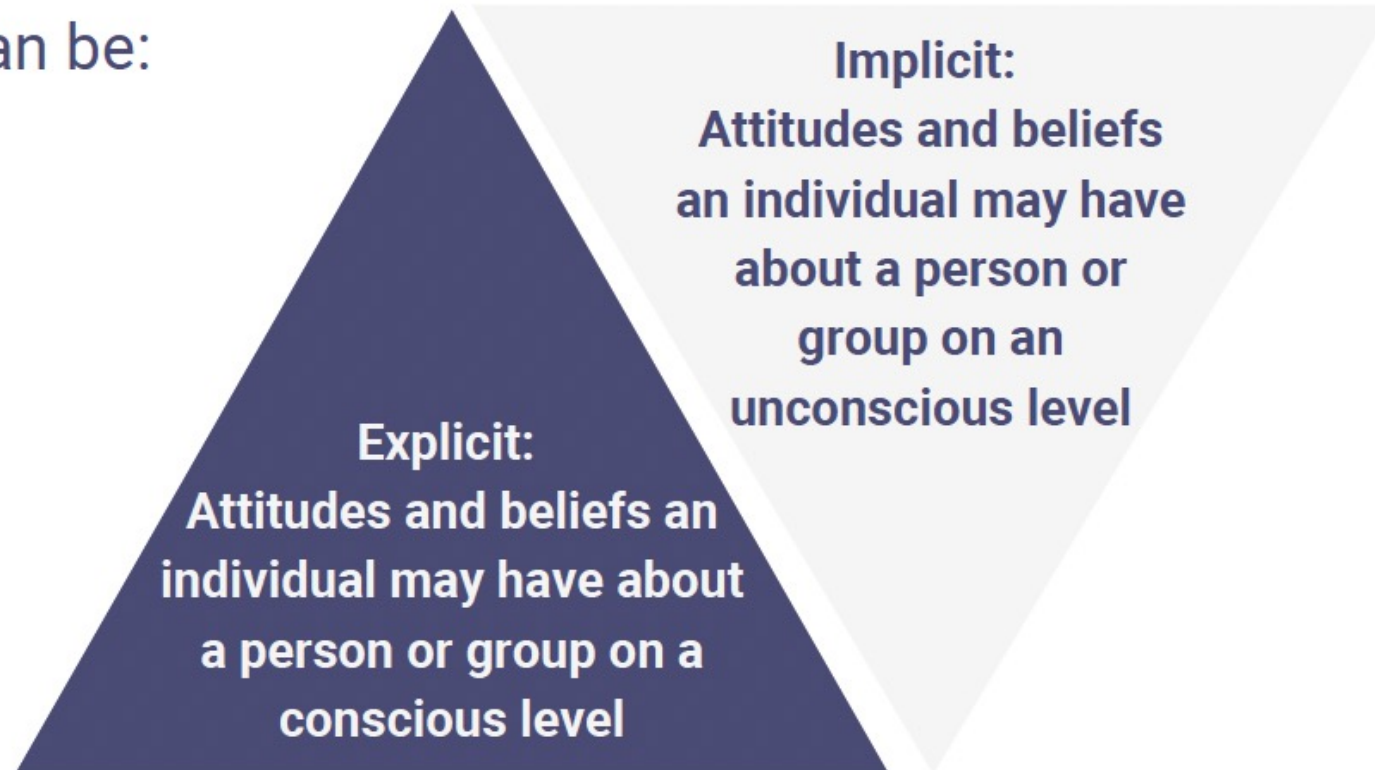 an be:
Implicit:
Attitudes and beliefs
an individual may have
about a person or
group on an
unconscious level
Explicit:
Attitudes and beliefs an
individual may have about
a person or group on a
conscious level